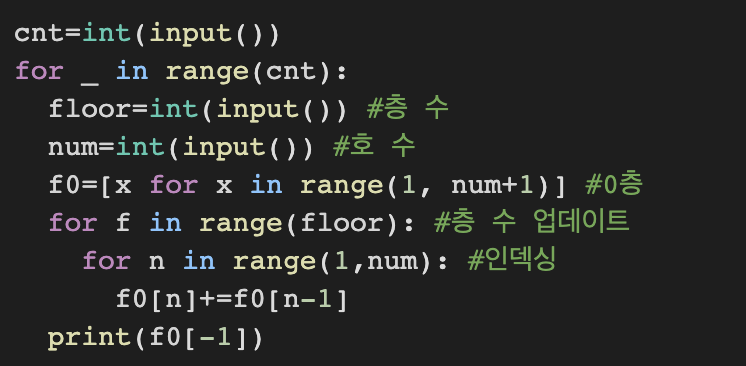 cnt=int(input())
for _ in range(cnt):
  floor=int(input()) #층 수
  num=int(input()) #호 수
  f0=[x for x in range(1, num+1)] #0층
  for f in range(floor): #층 수 업데이트
    for n in range(1,num): #인덱싱
      f0[n]+=f0[n-1]
  print(f0[-1])